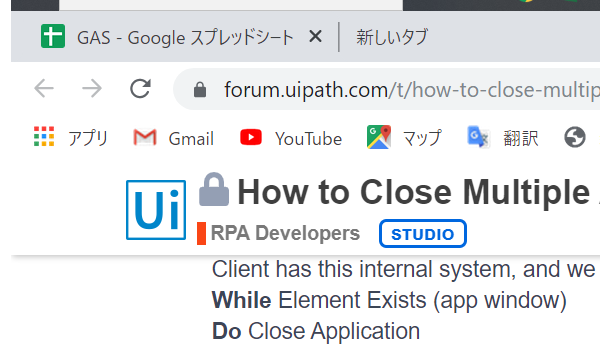 GAS - Google スプレッドシート
新しいタブ
forum.uipath.com/t/how-to-close-multip
アプリ Gmail YouTube マップ 翻訳
Ui How to Close Multiple
RPA Developers STUDIO
Client has this internal system, and we
While Element Exists (app window)
Do Close Application